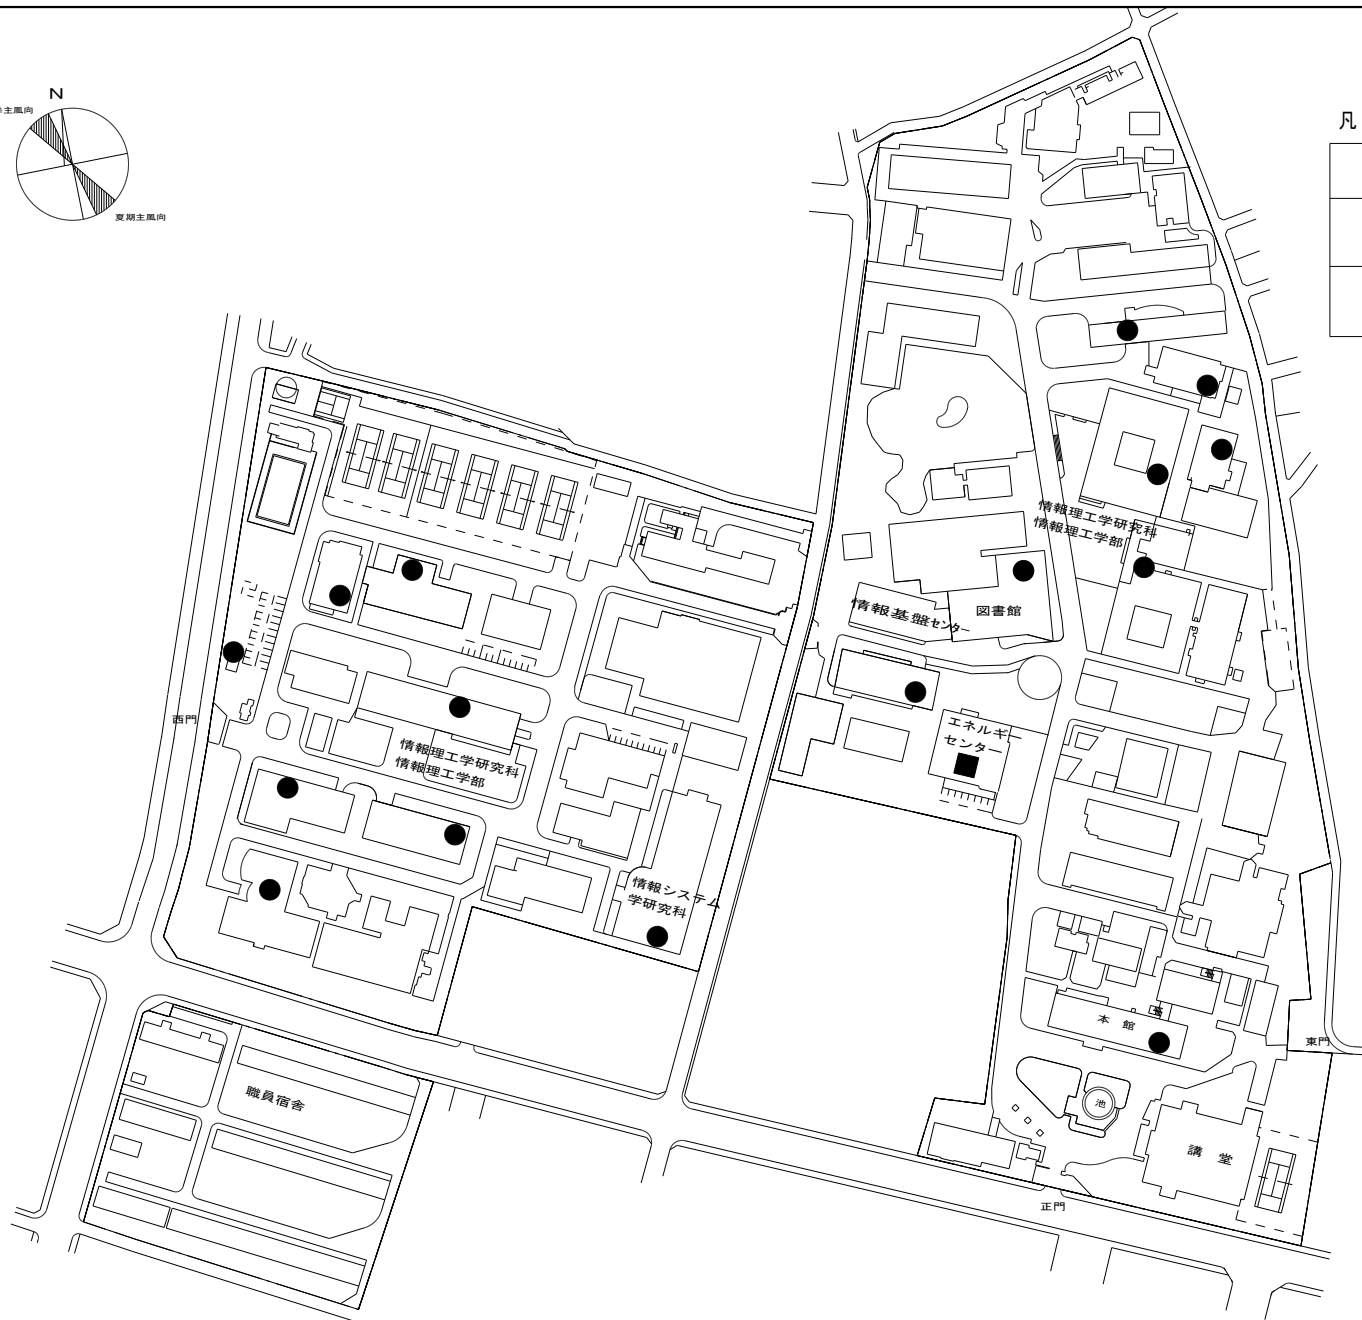 N
主風向
夏期主風向
凡
情報理工学研究科
情報理工学部
図書館
情報基盤センター
西門
エネルギー
センター
情報理工学研究科
情報理工学部
情報システム
学研究科
本館
東門
池
職員宿舎
講堂
正門